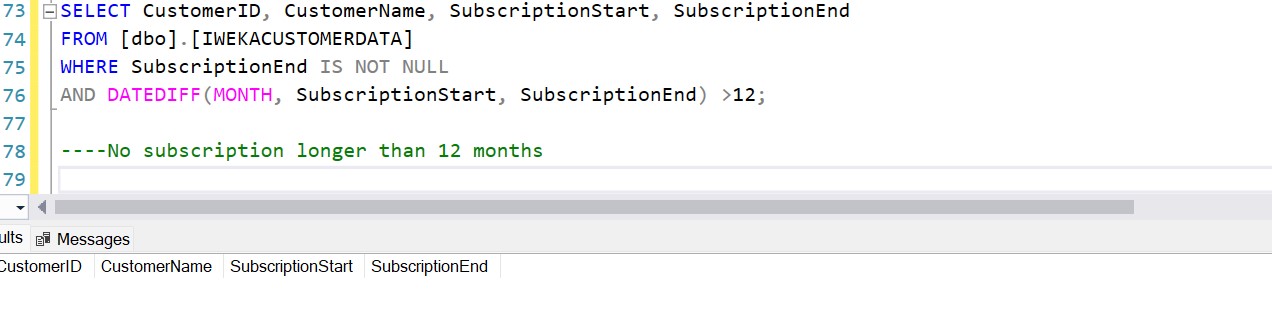 73 SELECT CustomerID, CustomerName, SubscriptionStart, SubscriptionEnd
74 FROM [dbo].[IWEKACUSTOMERDATA]
75 WHERE SubscriptionEnd IS NOT NULL
76 AND DATEDIFF(MONTH, SubscriptionStart, SubscriptionEnd) >12;
77
78 ----No subscription longer than 12 months
79
ults Messages
CustomerID CustomerName SubscriptionStart SubscriptionEnd